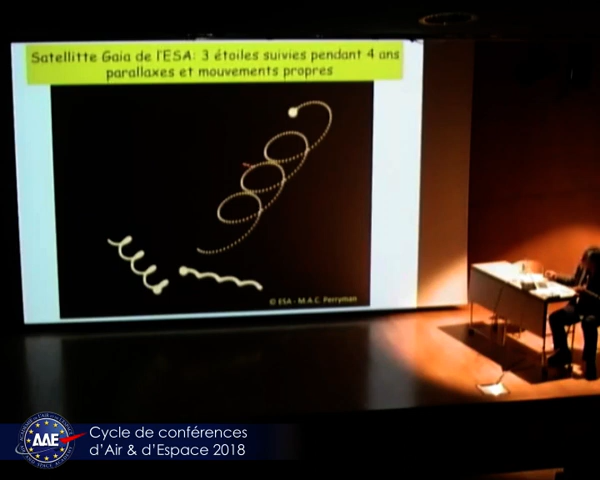 Satellitte Gaia de l'ESA: 3 étoiles suivies pendant 4 ans
parallaxes et mouvements propres
© ESA - M.A.C. Perryman
AAE
Cycle de conférences
d'Air & d'Espace 2018